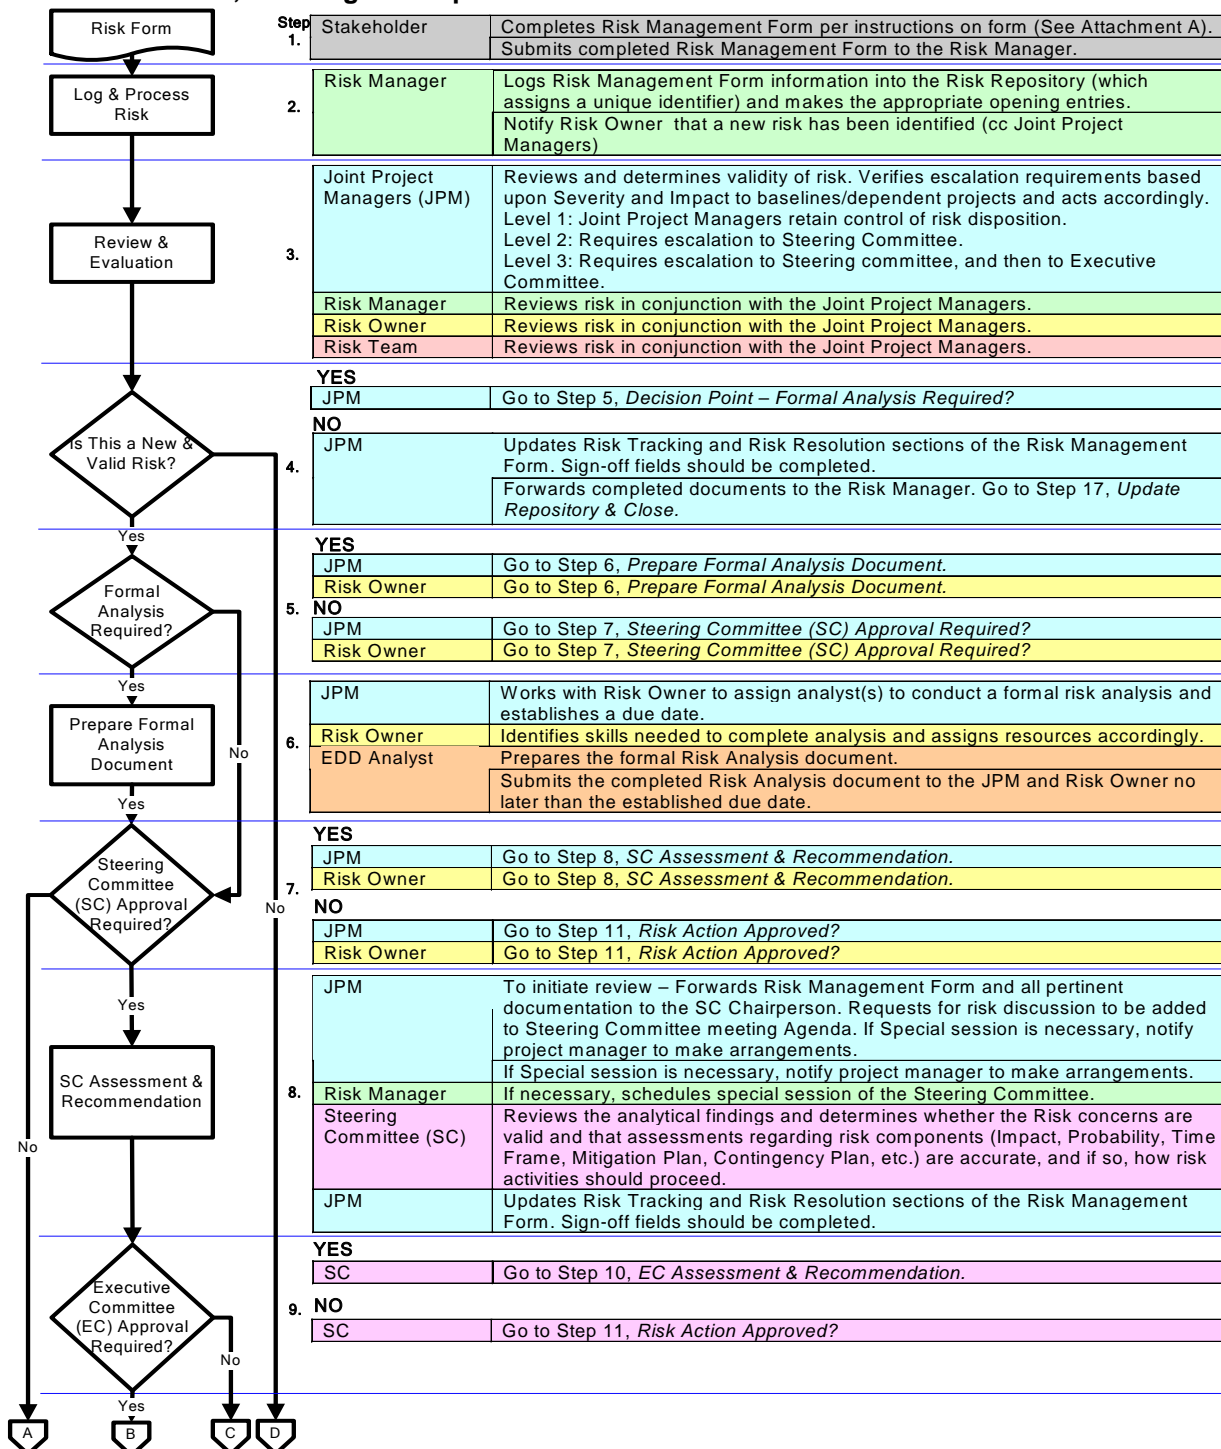 Risk Form
Step
1.
Stakeholder
Completes Risk Management Form per instructions on form (See Attachment A).
Submits completed Risk Management Form to the Risk Manager.
Log & Process
Risk
2.
Risk Manager
Logs Risk Management Form information into the Risk Repository (which
assigns a unique identifier) and makes the appropriate opening entries.
Notify Risk Owner that a new risk has been identified (cc Joint Project
Managers)
Review &
Evaluation
3.
Joint Project
Managers (JPM)
Reviews and determines validity of risk. Verifies escalation requirements based
upon Severity and Impact to baselines/dependent projects and acts accordingly.
Level 1: Joint Project Managers retain control of risk disposition.
Level 2: Requires escalation to Steering Committee.
Level 3: Requires escalation to Steering committee, and then to Executive
Committee.
Risk Manager
Reviews risk in conjunction with the Joint Project Managers.
Risk Owner
Reviews risk in conjunction with the Joint Project Managers.
Risk Team
Reviews risk in conjunction with the Joint Project Managers.
Is This a New &
Valid Risk?
4.
YES
JPM
Go to Step 5, Decision Point – Formal Analysis Required?
NO
JPM
Updates Risk Tracking and Risk Resolution sections of the Risk Management
Form. Sign-off fields should be completed.
Forwards completed documents to the Risk Manager. Go to Step 17, Update
Repository & Close.
Yes
Formal
Analysis
Required?
5.
YES
JPM
Go to Step 6, Prepare Formal Analysis Document.
Risk Owner
Go to Step 6, Prepare Formal Analysis Document.
NO
JPM
Go to Step 7, Steering Committee (SC) Approval Required?
Risk Owner
Go to Step 7, Steering Committee (SC) Approval Required?
Yes
Prepare Formal
Analysis
Document
No
6.
JPM
Works with Risk Owner to assign analyst(s) to conduct a formal risk analysis and
establishes a due date.
Risk Owner
Identifies skills needed to complete analysis and assigns resources accordingly.
EDD Analyst
Prepares the formal Risk Analysis document.
Submits the completed Risk Analysis document to the JPM and Risk Owner no
later than the established due date.
Yes
Steering
Committee
(SC) Approval
Required?
No
7.
YES
JPM
Go to Step 8, SC Assessment & Recommendation.
Risk Owner
Go to Step 8, SC Assessment & Recommendation.
NO
JPM
Go to Step 11, Risk Action Approved?
Risk Owner
Go to Step 11, Risk Action Approved?
Yes
SC Assessment &
Recommendation
No
8.
JPM
To initiate review – Forwards Risk Management Form and all pertinent
documentation to the SC Chairperson. Requests for risk discussion to be added
to Steering Committee meeting Agenda. If Special session is necessary, notify
project manager to make arrangements.
If Special session is necessary, notify project manager to make arrangements.
Risk Manager
If necessary, schedules special session of the Steering Committee.
Steering
Committee (SC)
Reviews the analytical findings and determines whether the Risk concerns are
valid and that assessments regarding risk components (Impact, Probability, Time
Frame, Mitigation Plan, Contingency Plan, etc.) are accurate, and if so, how risk
activities should proceed.
JPM
Updates Risk Tracking and Risk Resolution sections of the Risk Management
Form. Sign-off fields should be completed.
Executive
Committee
(EC) Approval
Required?
9.
YES
SC
Go to Step 10, EC Assessment & Recommendation.
NO
SC
Go to Step 11, Risk Action Approved?
No
Yes
A
B
C
D